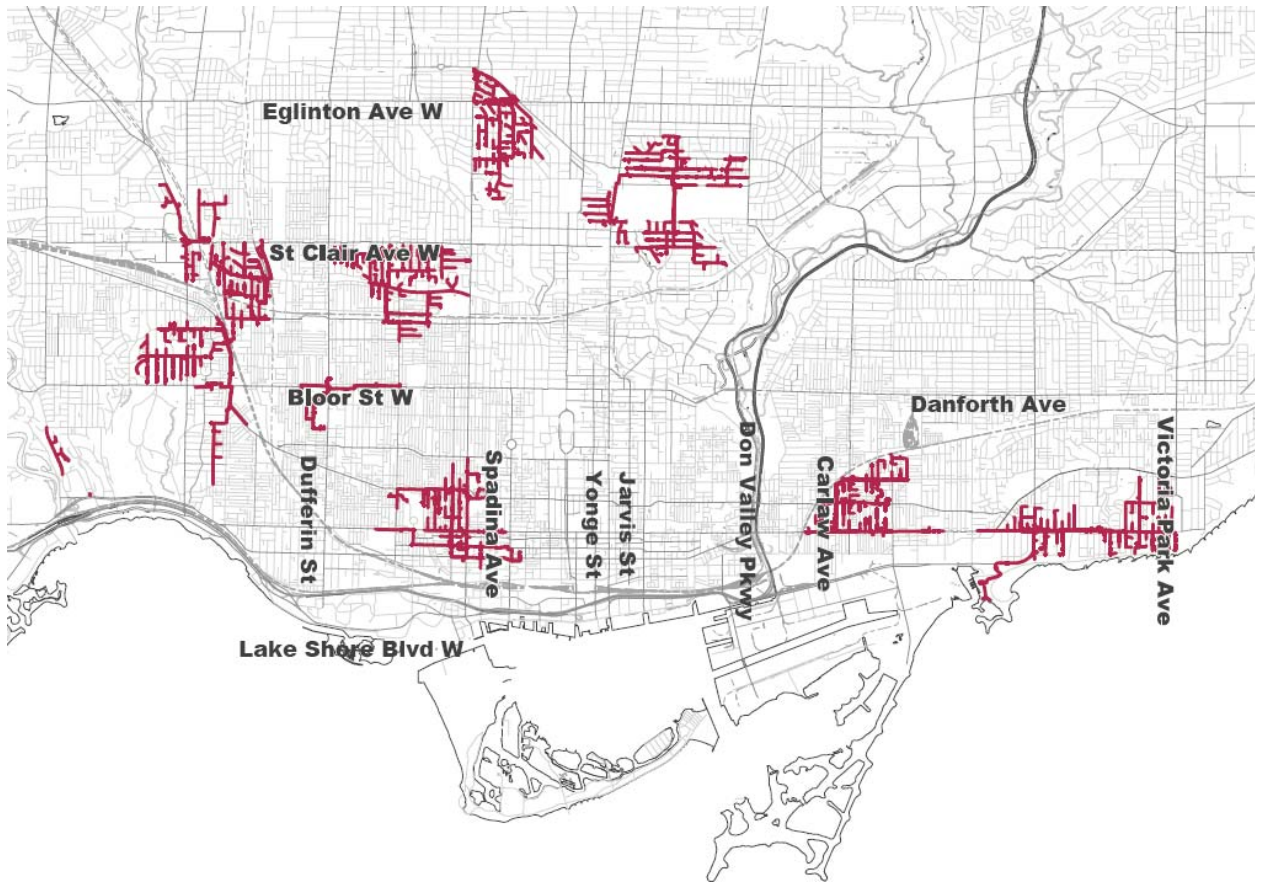 Eglinton Ave W
St Clair Ave W
Bloor St W
Danforth Ave
Dufferin St
Spadina Ave
Yonge St
Jarvis St
Don Valley Pkwy
Carlaw Ave
Victoria Park Ave
Lake Shore Blvd W